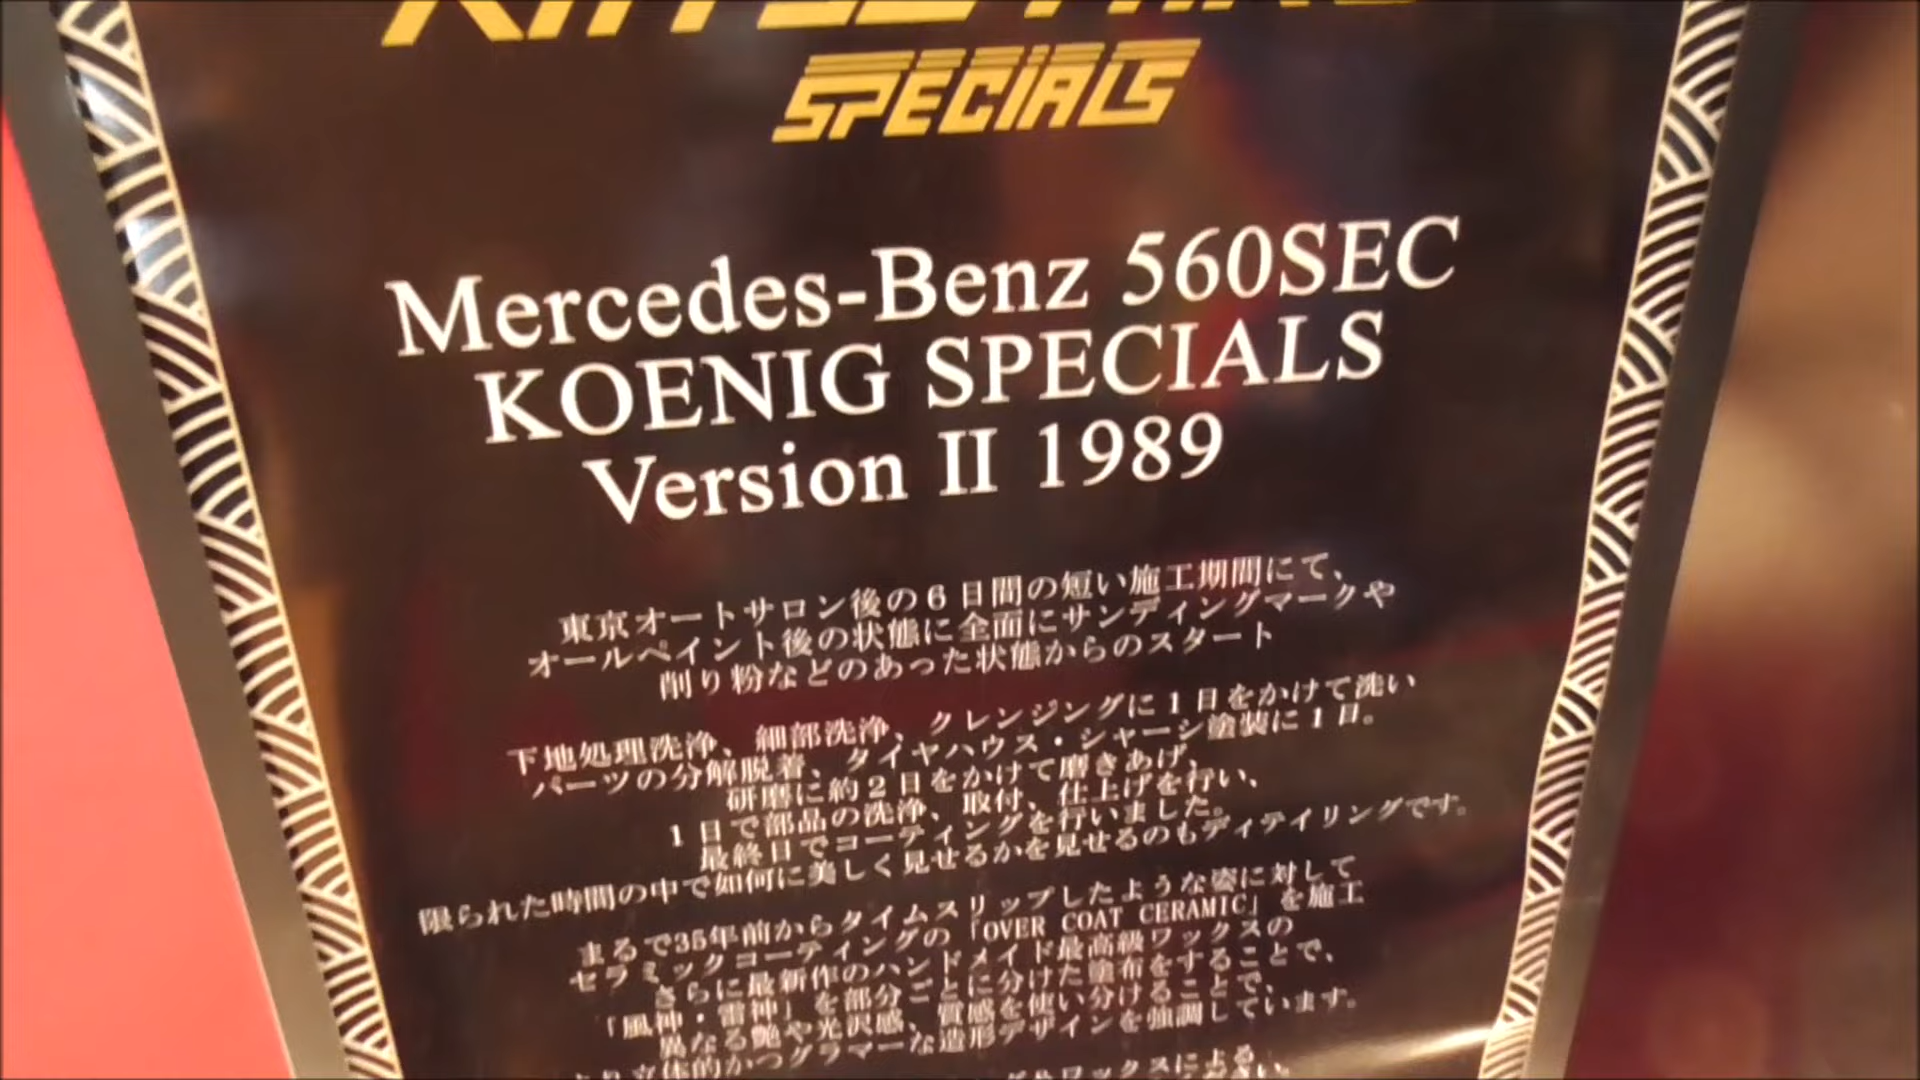 SPECIALS
Mercedes-Benz 560SEC
KOENIG SPECIALS
Version II 1989
東京オートサロン後の6日間の短い施工期間にて、
オールペイント後の状態に全面にサンディングマークや
削り粉などのあった状態からのスタート
下地処理洗浄、細部洗浄、クレンジングに1日をかけて洗い
パーツの分解脱着、タイヤハウス・シャーシ塗装に1日。
研磨に約2日をかけて磨きあげ、
1日で部品の洗浄、取付、仕上げを行い、
最終日でコーティングを行いました。
限られた時間の中で如何に美しく見せるかを見せるのもディテイリングです。
まるで35年前からタイムスリップしたような姿に対して
セラミックコーティングの「OVER COAT CERAMIC」を施工
さらに最新作のハンドメイド最高級ワックスの
「風神・雷神」を部分ごとに分けた塗布をすることで、
異なる艶や光沢感、質感を使い分けることで、
立体的かつグラマーな造形デザインを強調しています。
ワックスによる、